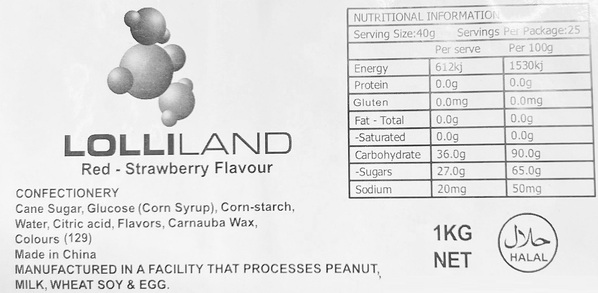 LOLLILAND
Red - Strawberry Flavour
CONFECTIONERY
Cane Sugar, Glucose (Corn Syrup), Corn-starch,
Water, Citric acid, Flavors, Carnauba Wax,
Colours (129)
Made in China
MANUFACTURED IN A FACILITY THAT PROCESSES PEANUT,
MILK, WHEAT SOY & EGG.
NUTRITIONAL INFORMATION
Serving Size:40g Servings Per Package:25
Per serve Per 100g
Energy 612kj 1530kj
Protein 0.0g 0.0g
Gluten 0.0mg 0.0mg
Fat - Total 0.0g 0.0g
-Saturated 0.0g 0.0g
Carbohydrate 36.0g 90.0g
-Sugars 27.0g 65.0g
Sodium 20mg 50mg
1KG
NET
حلال
HALAL